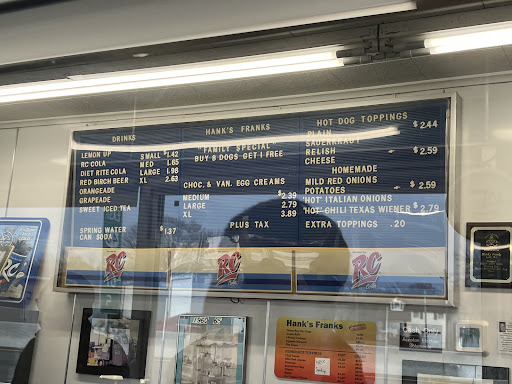 DRINKS
LEMON UP SMALL $1.42
RC COLA MED 1.65
DIET RITE COLA LARGE 1.98
RED BIRCH BEER XL 2.63
ORANGEADE
GRAPEADE
SWEET ICED TEA
SPRING WATER $1.37
CAN SODA
HANK'S FRANKS
"FAMILY SPECIAL"
BUY 8 DOGS GET 1 FREE
CHOC. & VAN. EGG CREAMS
MEDIUM $2.39
LARGE 2.79
XL 3.89
PLUS TAX
HOT DOG TOPPINGS
PLAIN $2.44
SAUERKRAUT
RELISH $2.59
CHEESE
HOMEMADE
MILD RED ONIONS
POTATOES $2.59
'HOT' ITALIAN ONIONS
'HOT' CHILI TEXAS WIENER $2.79
EXTRA TOPPINGS .20
RC
RC
RC
RC
Hank's Franks
Cash Only